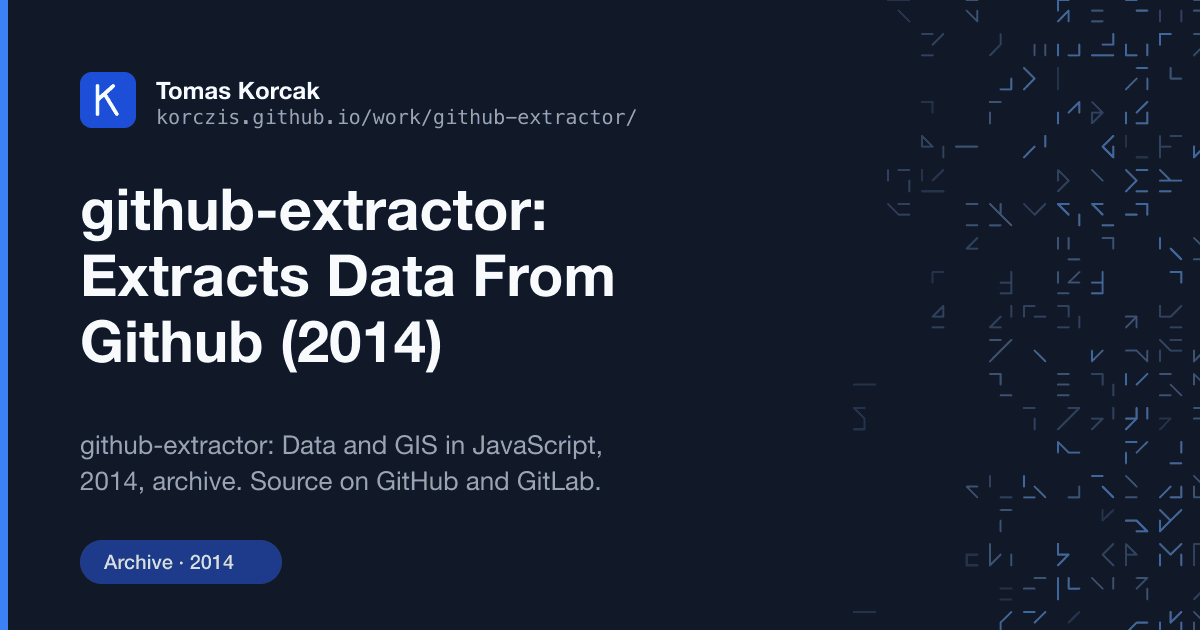 K
Tomas Korcak
korczis.github.io/work/github-extractor/
github-extractor:
Extracts Data From
Github (2014)
github-extractor: Data and GIS in JavaScript,
2014, archive. Source on GitHub and GitLab.
Archive · 2014